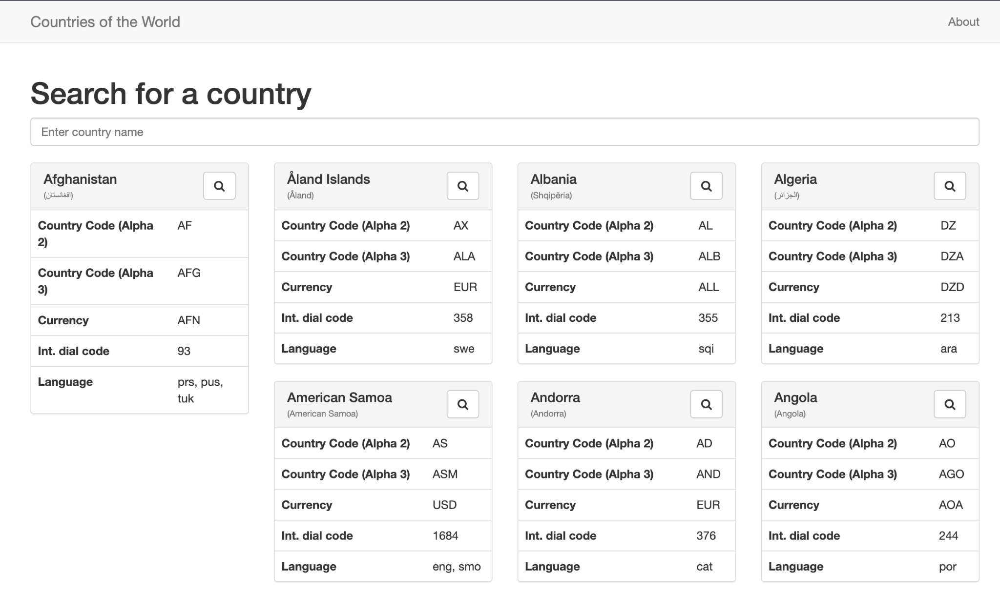 Countries of the World
About
Search for a country
Enter country name
Afghanistan
(افغانستان)
Country Code (Alpha
2)
AF
Country Code (Alpha
3)
AFG
Currency
AFN
Int. dial code
93
Language
prs, pus,
tuk
Åland Islands
(Åland)
Country Code (Alpha 2)
AX
Country Code (Alpha 3)
ALA
Currency
EUR
Int. dial code
358
Language
swe
Albania
(Shqipëria)
Country Code (Alpha 2)
AL
Country Code (Alpha 3)
ALB
Currency
ALL
Int. dial code
355
Language
sqi
Algeria
(الجزائر)
Country Code (Alpha 2)
DZ
Country Code (Alpha 3)
DZA
Currency
DZD
Int. dial code
213
Language
ara
American Samoa
(American Samoa)
Country Code (Alpha 2)
AS
Country Code (Alpha 3)
ASM
Currency
USD
Int. dial code
1684
Language
eng, smo
Andorra
(Andorra)
Country Code (Alpha 2)
AD
Country Code (Alpha 3)
AND
Currency
EUR
Int. dial code
376
Language
cat
Angola
(Angola)
Country Code (Alpha 2)
AO
Country Code (Alpha 3)
AGO
Currency
AOA
Int. dial code
244
Language
por